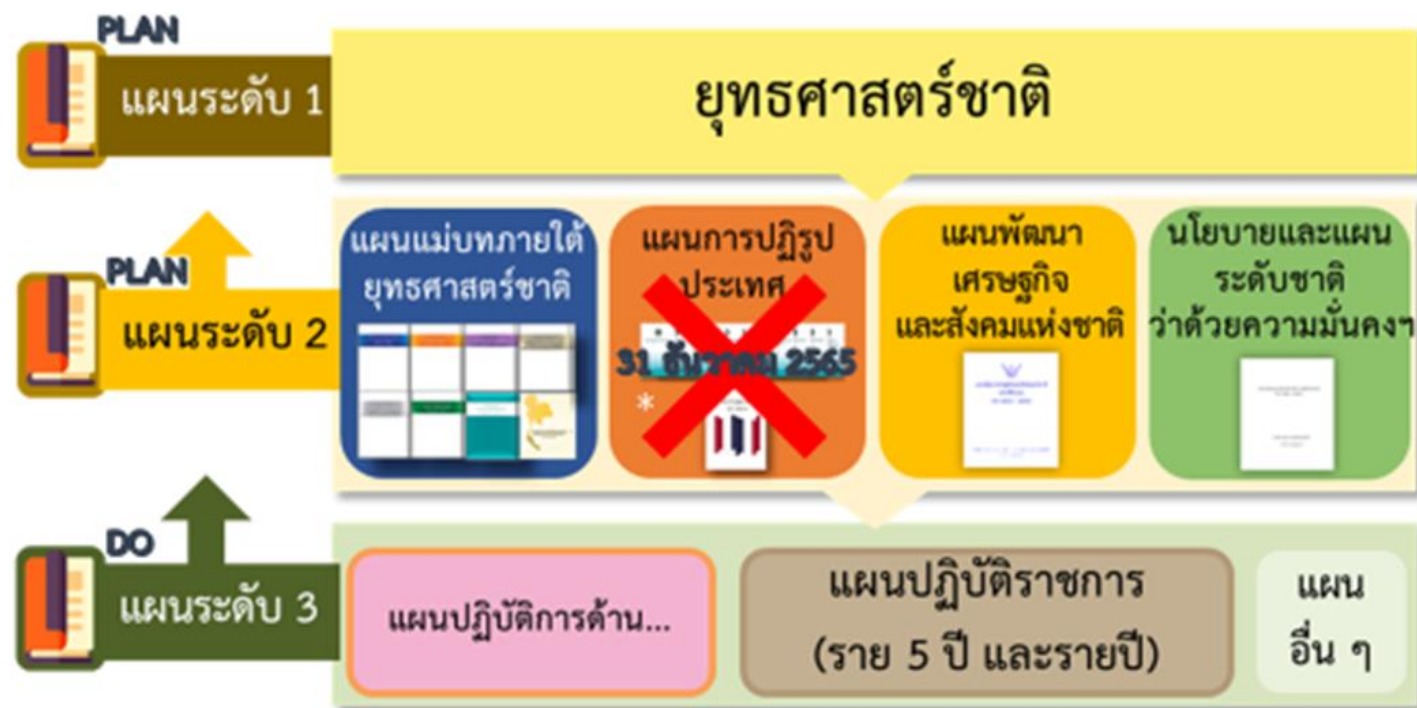 PLAN
แผนระดับ 1
ยุทธศาสตร์ชาติ
PLAN
แผนระดับ 2
แผนแม่บทภายใต้
ยุทธศาสตร์ชาติ
แผนการปฏิรูป
ประเทศ
31 ธันวาคม 2565
*
แผนพัฒนา
เศรษฐกิจ
และสังคมแห่งชาติ
นโยบายและแผน
ระดับชาติ
ว่าด้วยความมั่นคงฯ
DO
แผนระดับ 3
แผนปฏิบัติการด้าน...
แผนปฏิบัติราชการ
(ราย 5 ปี และรายปี)
แผน
อื่น ๆ